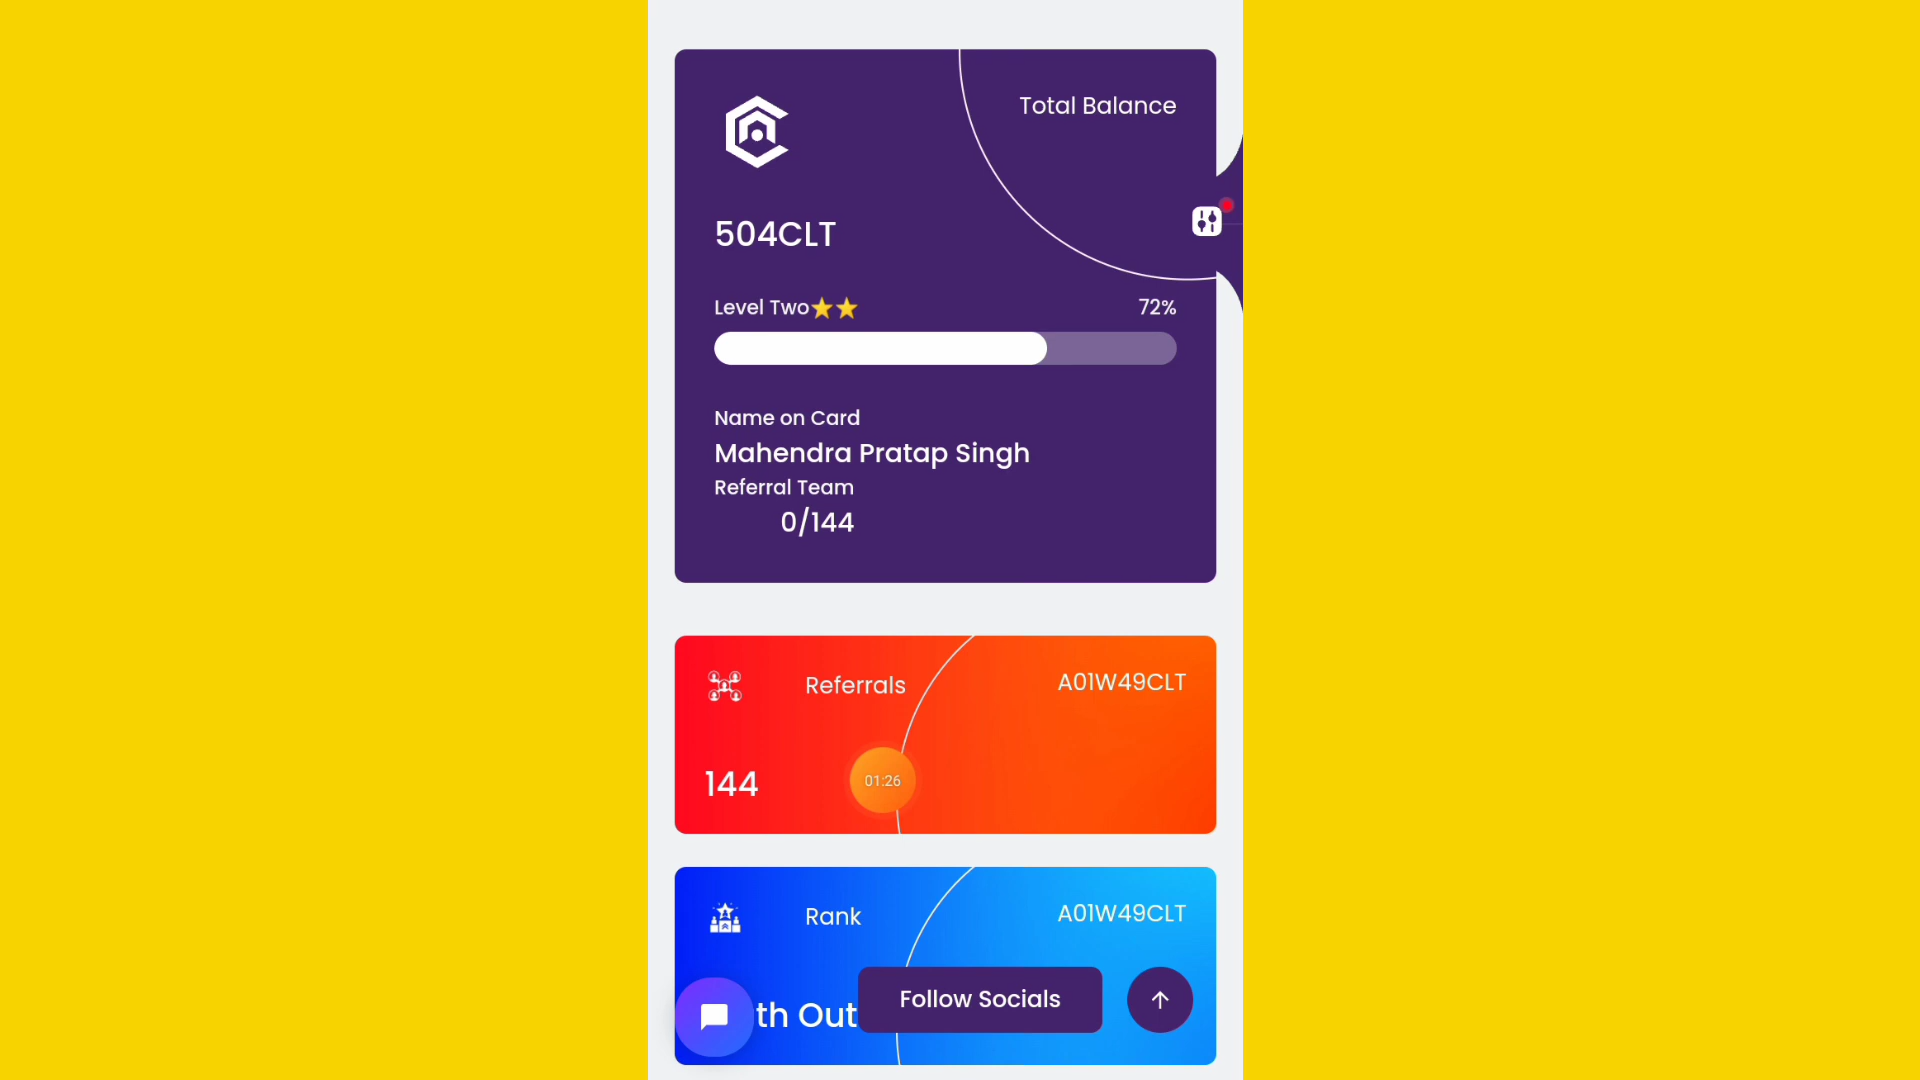 Total Balance
504CLT
Level Two⭐⭐ 72%
Name on Card
Mahendra Pratap Singh
Referral Team
0/144
Referrals A01W49CLT
144 01:26
Rank A01W49CLT
th Out
Follow Socials